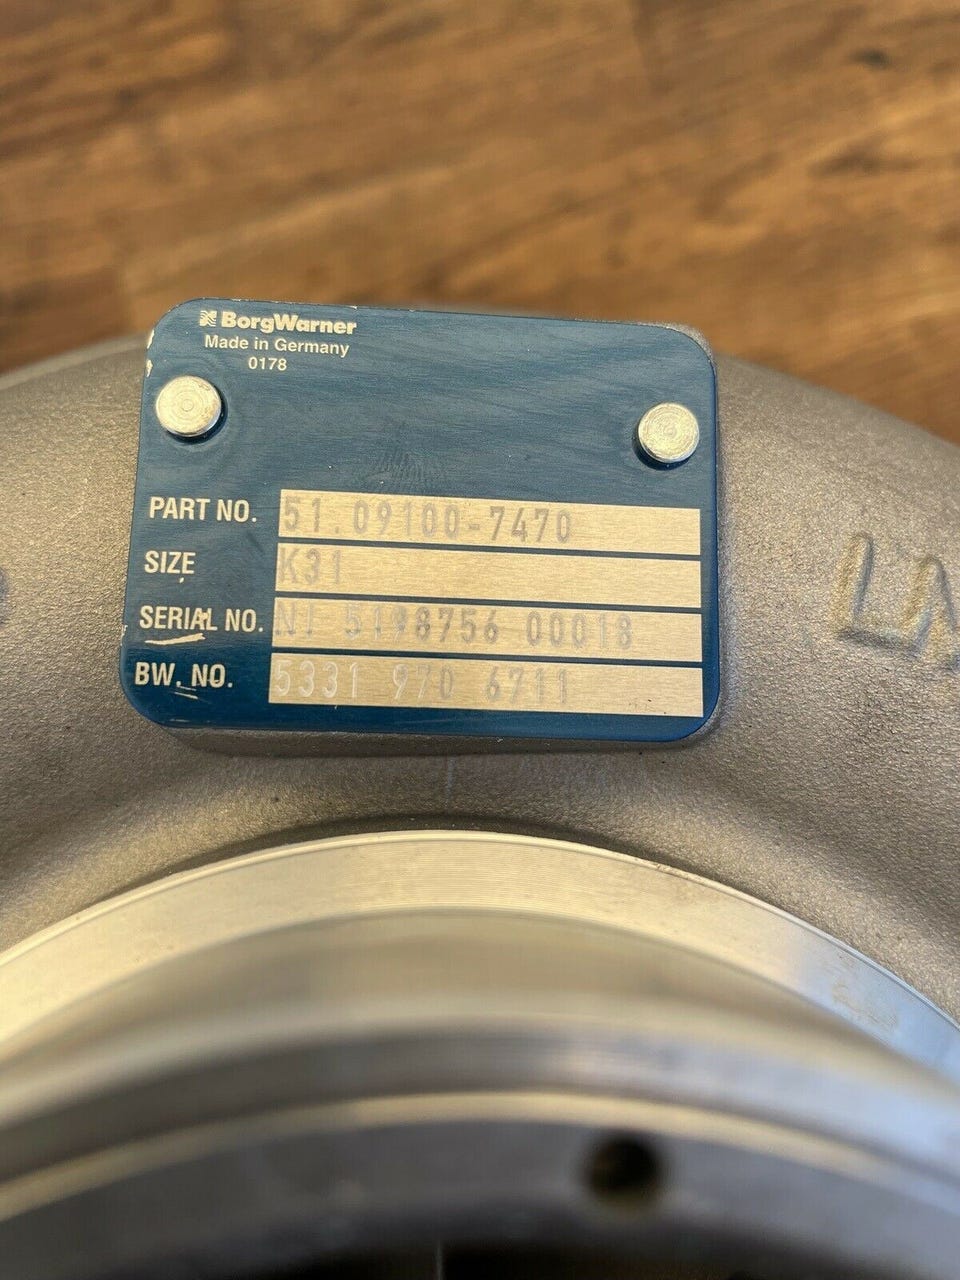 BorgWarner
Made in Germany
0178
PART NO. 51.09100-7470
SIZE K31
SERIAL NO. 5198756 00018
BW. NO. 5331 970 6711